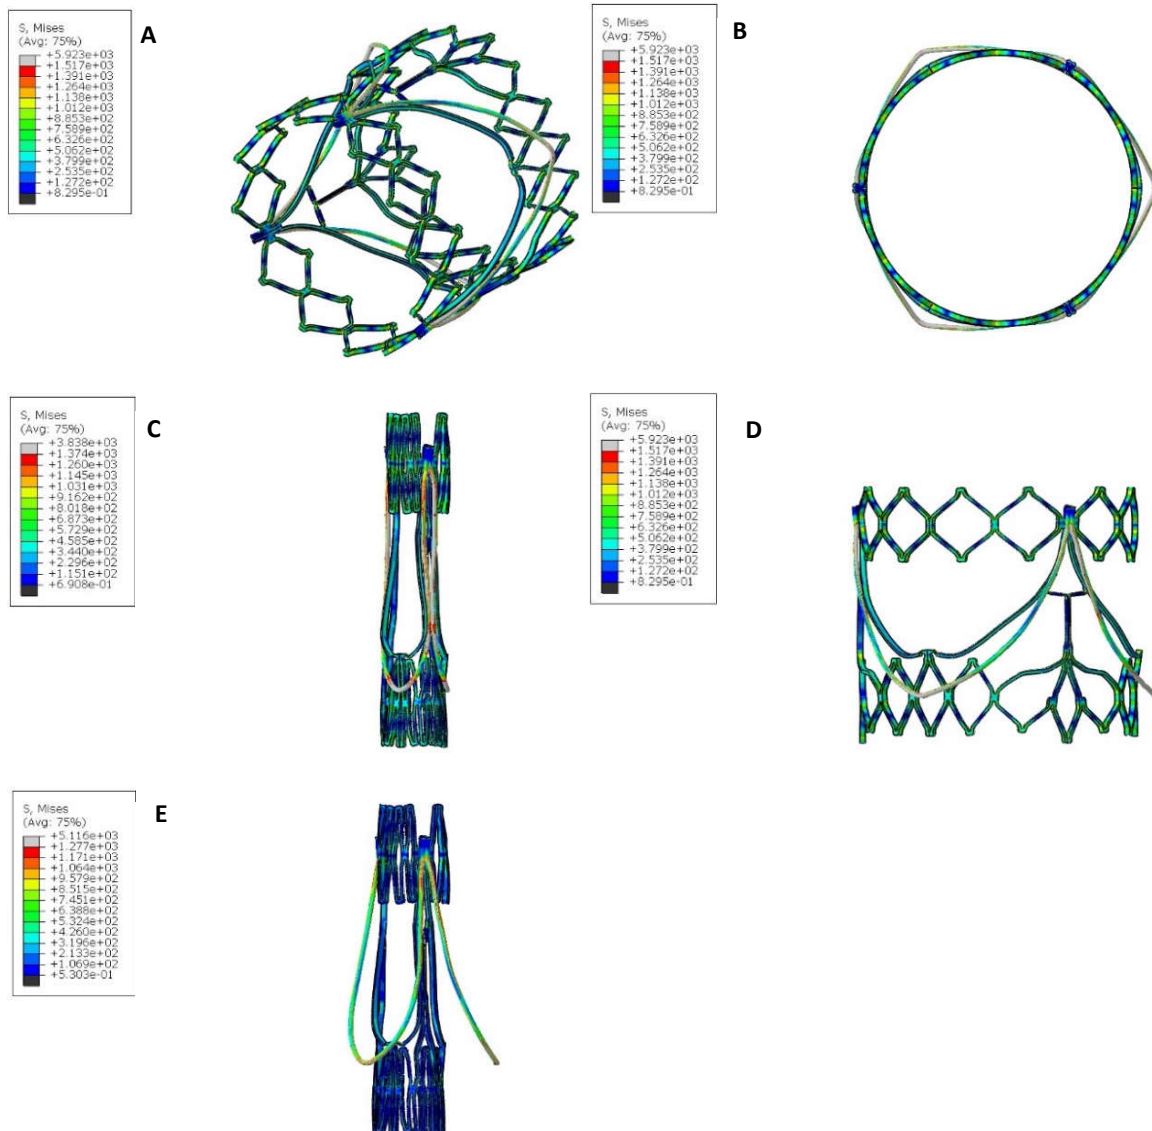 S, Mises
(Avg: 75%)
+5.923e+03
+1.517e+03
+1.391e+03
+1.264e+03
+1.138e+03
+1.012e+03
+8.853e+02
+7.589e+02
+6.326e+02
+5.062e+02
+3.799e+02
+2.535e+02
+1.272e+02
+8.295e-01
A
S, Mises
(Avg: 75%)
+5.923e+03
+1.517e+03
+1.391e+03
+1.264e+03
+1.138e+03
+1.012e+03
+8.853e+02
+7.589e+02
+6.326e+02
+5.062e+02
+3.799e+02
+2.535e+02
+1.272e+02
+8.295e-01
B
S, Mises
(Avg: 75%)
+3.838e+03
+1.374e+03
+1.260e+03
+1.145e+03
+1.031e+03
+9.162e+02
+8.018e+02
+6.873e+02
+5.729e+02
+4.585e+02
+3.440e+02
+2.296e+02
+1.151e+02
+6.908e-01
C
S, Mises
(Avg: 75%)
+5.923e+03
+1.517e+03
+1.391e+03
+1.264e+03
+1.138e+03
+1.012e+03
+8.853e+02
+7.589e+02
+6.326e+02
+5.062e+02
+3.799e+02
+2.535e+02
+1.272e+02
+8.295e-01
D
S, Mises
(Avg: 75%)
+5.116e+03
+1.277e+03
+1.171e+03
+1.064e+03
+9.579e+02
+8.515e+02
+7.451e+02
+6.388e+02
+5.324e+02
+4.260e+02
+3.196e+02
+2.133e+02
+1.069e+02
+5.303e-01
E